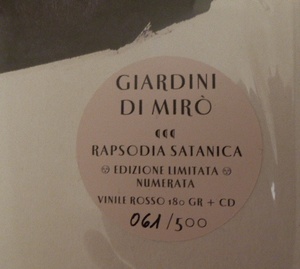 GIARDINI
DI MIRÒ
RAPSODIA SATANICA
EDIZIONE LIMITATA
NUMERATA
VINILE ROSSO 180 GR + CD
061/500